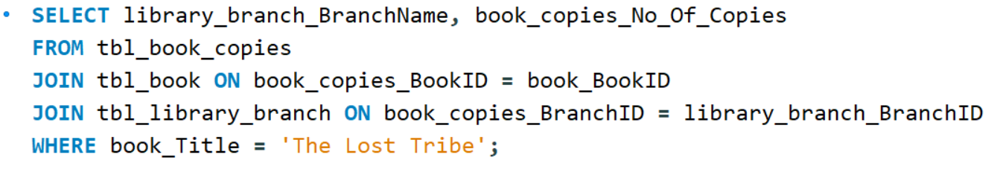 SELECT library_branch_BranchName, book_copies_No_Of_Copies
FROM tbl_book_copies
JOIN tbl_book ON book_copies_BookID = book_BookID
JOIN tbl_library_branch ON book_copies_BranchID = library_branch_BranchID
WHERE book_Title = 'The Lost Tribe';